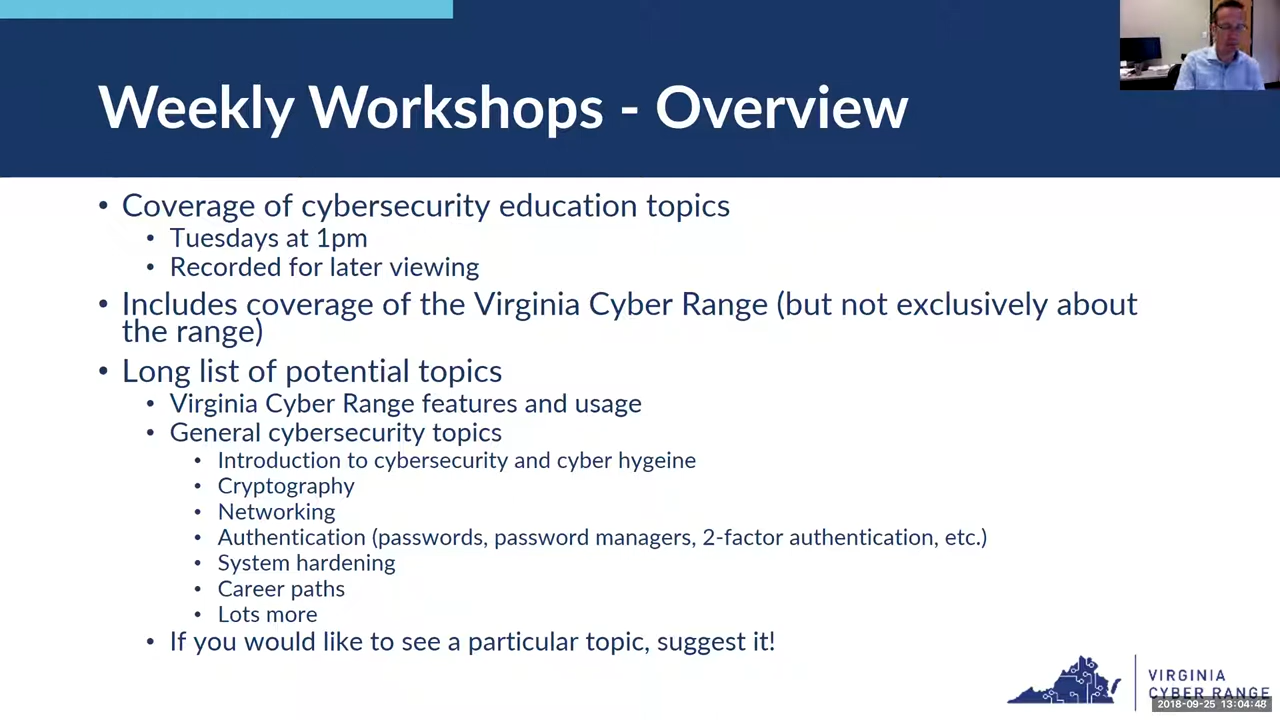 Weekly Workshops - Overview
• Coverage of cybersecurity education topics
• Tuesdays at 1pm
• Recorded for later viewing
• Includes coverage of the Virginia Cyber Range (but not exclusively about
the range)
• Long list of potential topics
• Virginia Cyber Range features and usage
• General cybersecurity topics
• Introduction to cybersecurity and cyber hygeine
• Cryptography
• Networking
• Authentication (passwords, password managers, 2-factor authentication, etc.)
• System hardening
• Career paths
• Lots more
• If you would like to see a particular topic, suggest it!
VIRGINIA
CYBER RANGE
2018-09-25 13:04:48